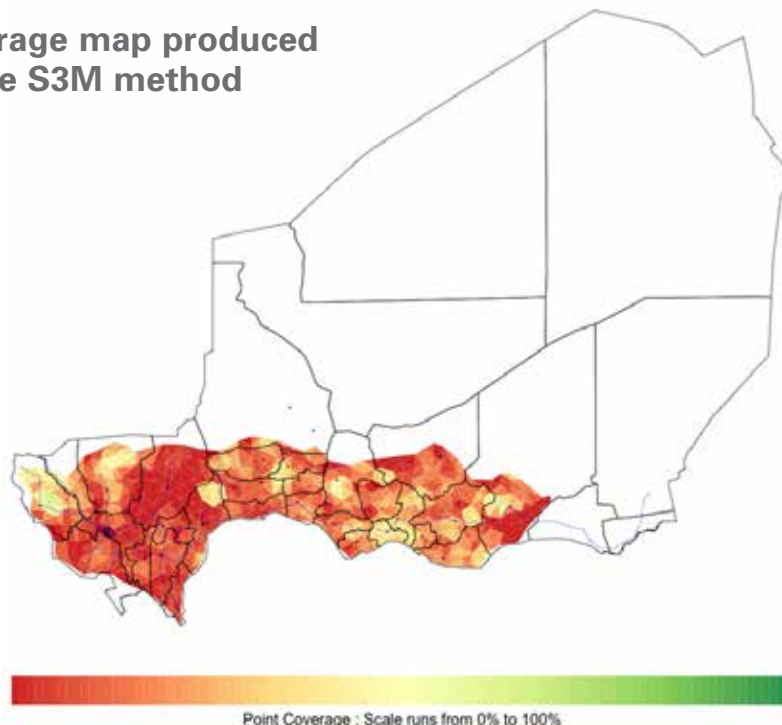 rage map produced
e S3M method
Point Coverage : Scale runs from 0% to 100%